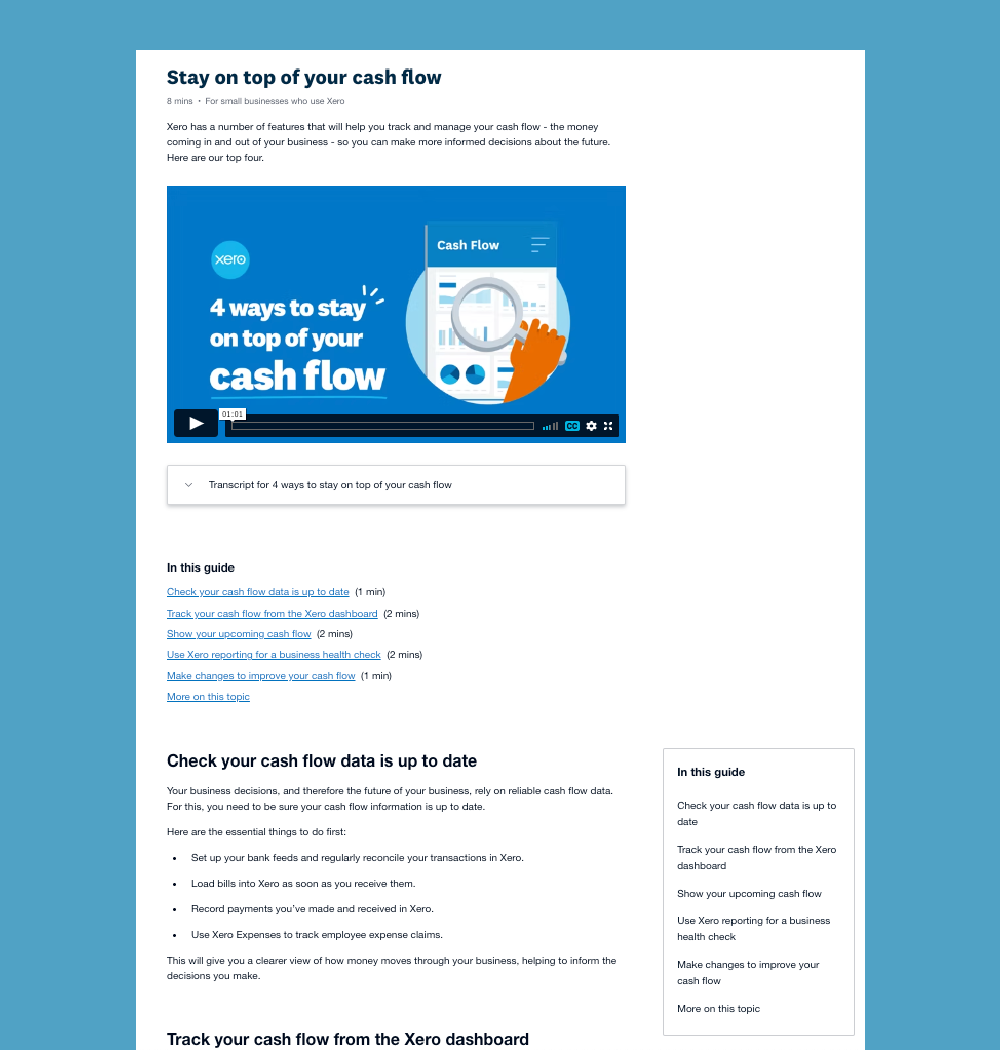 Stay on top of your cash flow
8 mins • For small businesses who use Xero
Xero has a number of features that will help you track and manage your cash flow - the money
coming in and out of your business - so you can make more informed decisions about the future.
Here are our top four.
xero
4 ways to stay
on top of your
cash flow
Cash Flow
01:01
CC
Transcript for 4 ways to stay on top of your cash flow
In this guide
Check your cash flow data is up to date (1 min)
Track your cash flow from the Xero dashboard (2 mins)
Show your upcoming cash flow (2 mins)
Use Xero reporting for a business health check (2 mins)
Make changes to improve your cash flow (1 min)
More on this topic
Check your cash flow data is up to date
Your business decisions, and therefore the future of your business, rely on reliable cash flow data.
For this, you need to be sure your cash flow information is up to date.
Here are the essential things to do first:
• Set up your bank feeds and regularly reconcile your transactions in Xero.
• Load bills into Xero as soon as you receive them.
• Record payments you've made and received in Xero.
• Use Xero Expenses to track employee expense claims.
This will give you a clearer view of how money moves through your business, helping to inform the
decisions you make.
Track your cash flow from the Xero dashboard
In this guide
Check your cash flow data is up to
date
Track your cash flow from the Xero
dashboard
Show your upcoming cash flow
Use Xero reporting for a business
health check
Make changes to improve your
cash flow
More on this topic